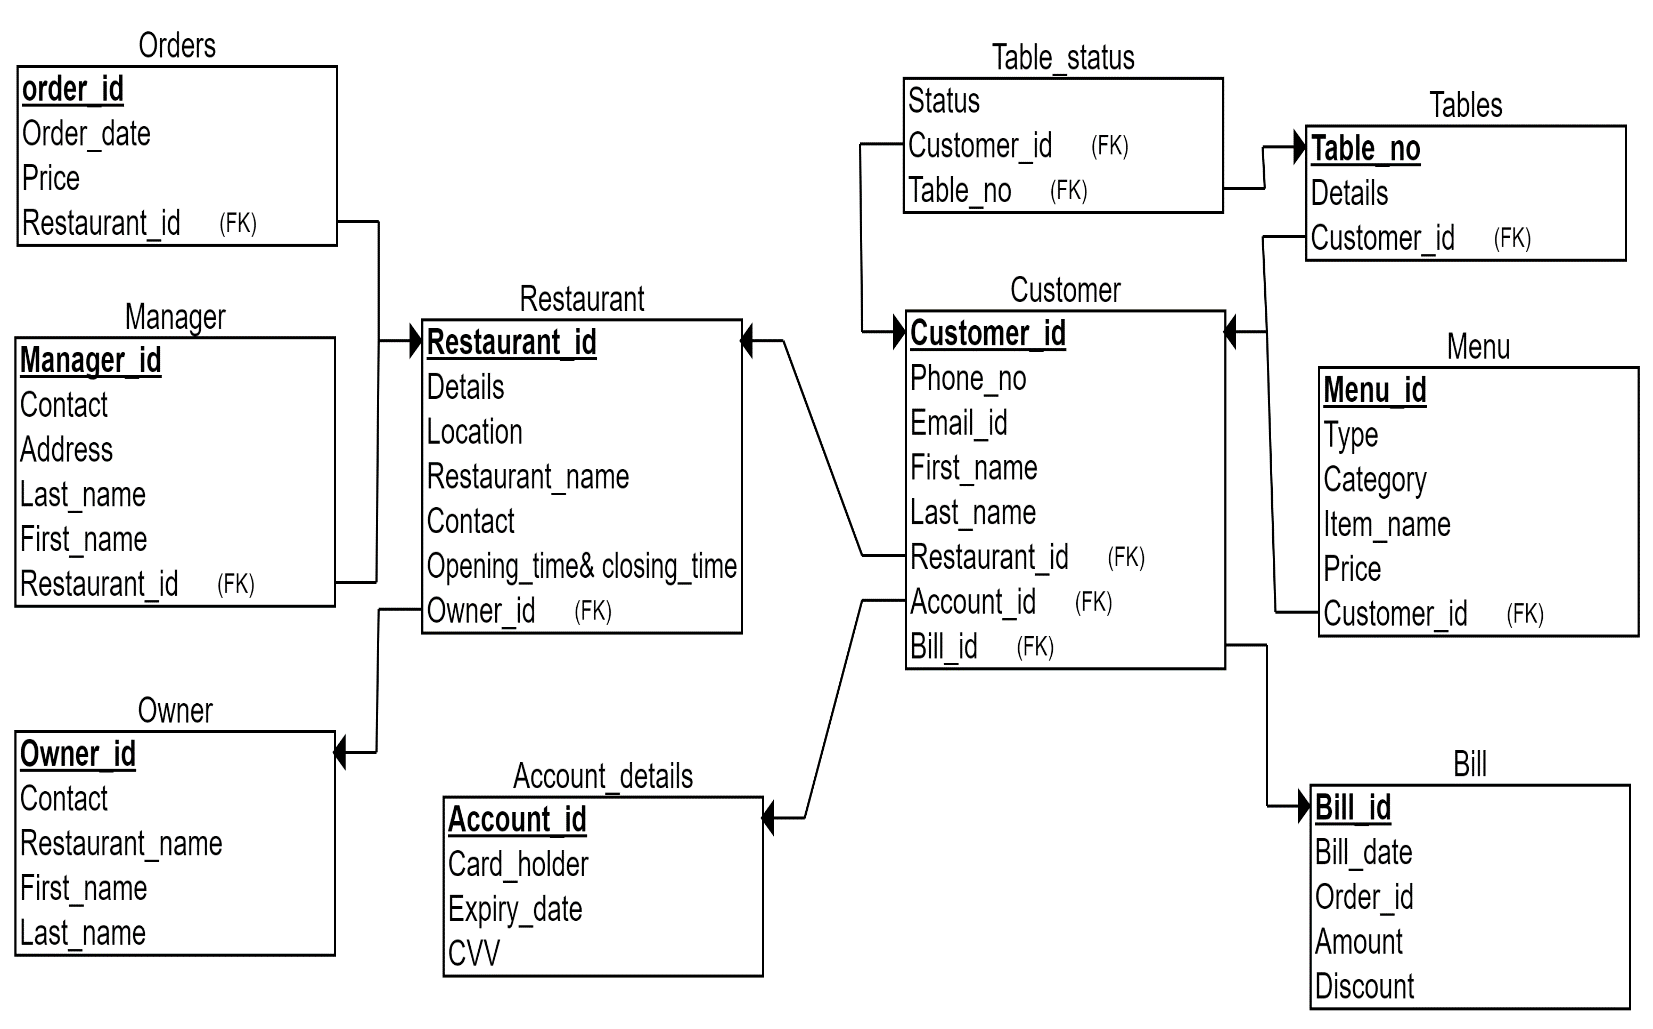 Orders
order_id
Order_date
Price
Restaurant_id (FK)
Manager
Manager_id
Contact
Address
Last_name
First_name
Restaurant_id (FK)
Owner
Owner_id
Contact
Restaurant_name
First_name
Last_name
Restaurant
Restaurant_id
Details
Location
Restaurant_name
Contact
Opening_time& closing_time
Owner_id (FK)
Account_details
Account_id
Card_holder
Expiry_date
CVV
Table_status
Status
Customer_id (FK)
Table_no (FK)
Customer
Customer_id
Phone_no
Email_id
First_name
Last_name
Restaurant_id (FK)
Account_id (FK)
Bill_id (FK)
Tables
Table_no
Details
Customer_id (FK)
Menu
Menu_id
Type
Category
Item_name
Price
Customer_id (FK)
Bill
Bill_id
Bill_date
Order_id
Amount
Discount